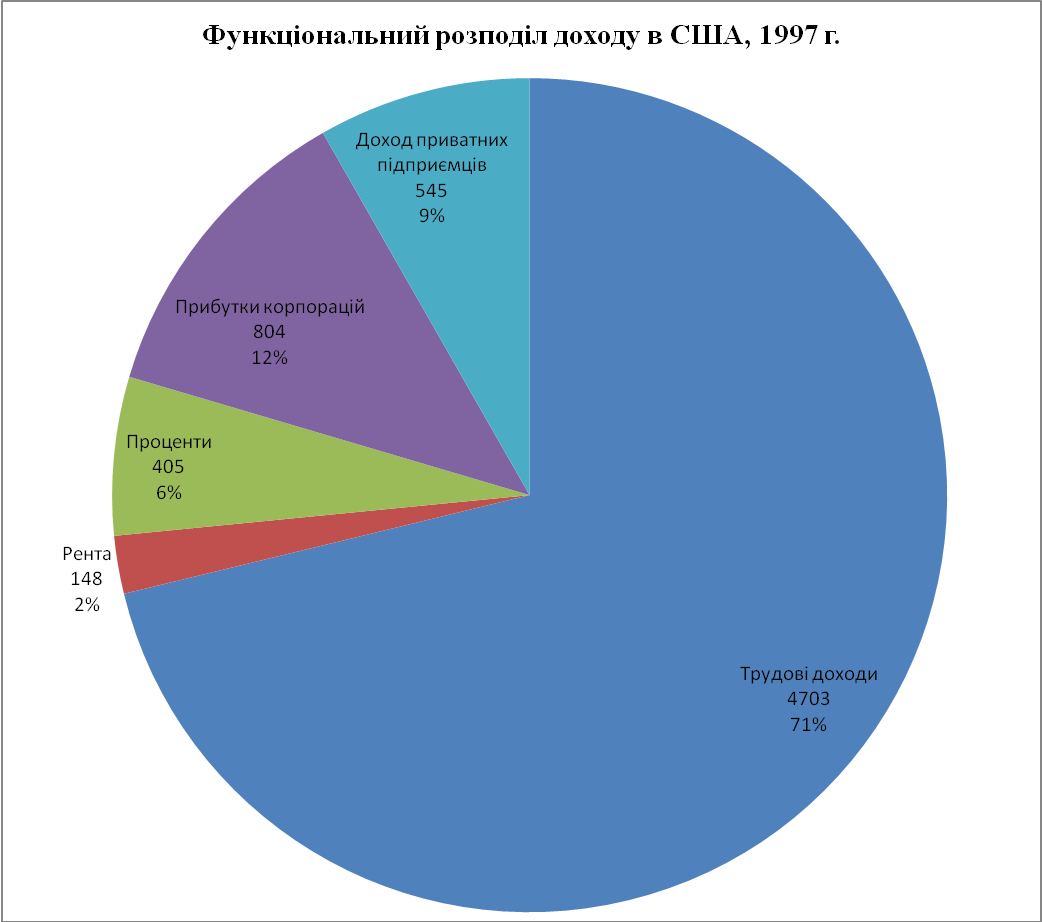 Функціональний розподіл доходу в США, 1997 г.
Доход приватних
підприємців
545
9%
Прибутки корпорацій
804
12%
Проценти
405
6%
Рента
148
2%
Трудові доходи
4703
71%